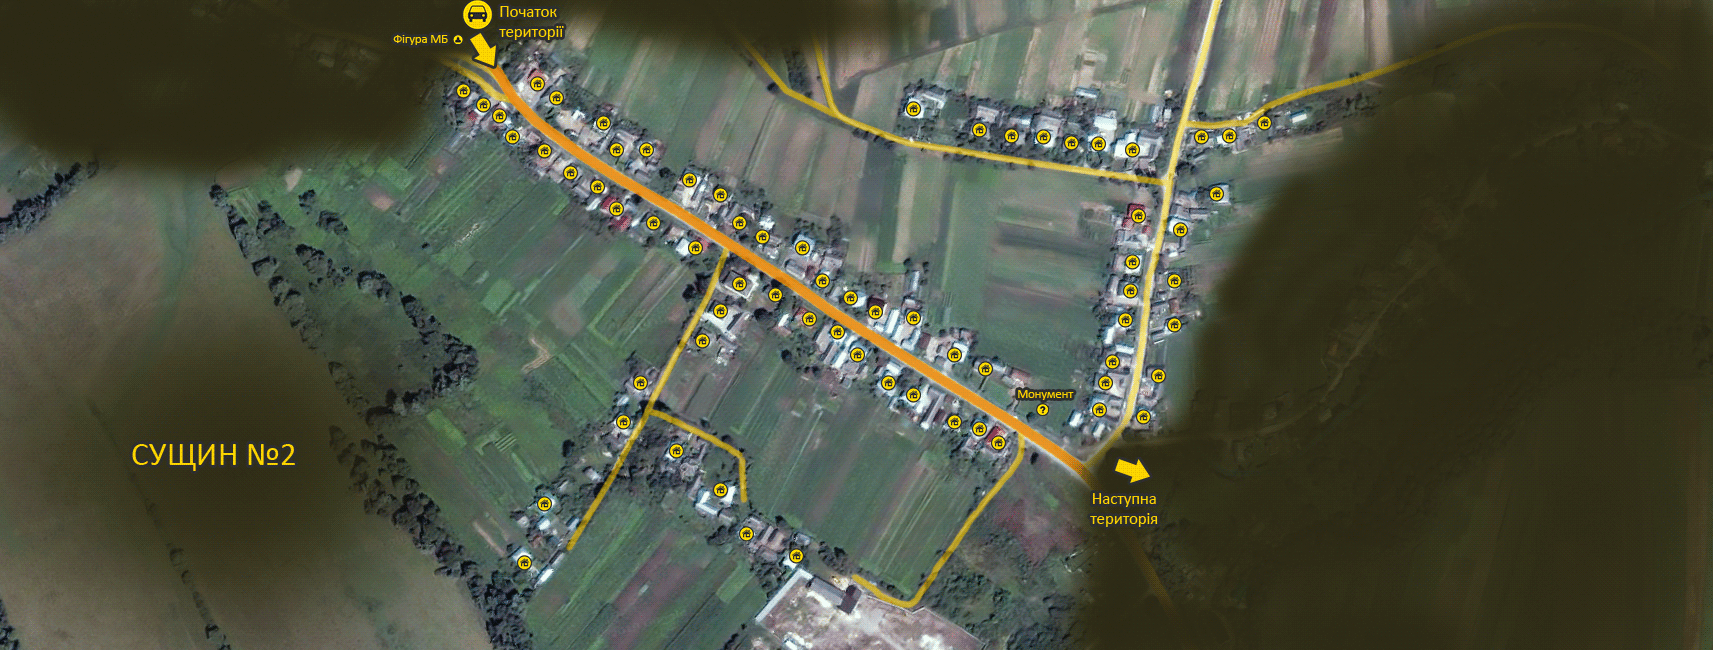 Початок
території
Фігура МБ
Монумент
?
СУЩИН №2
Наступна
територія